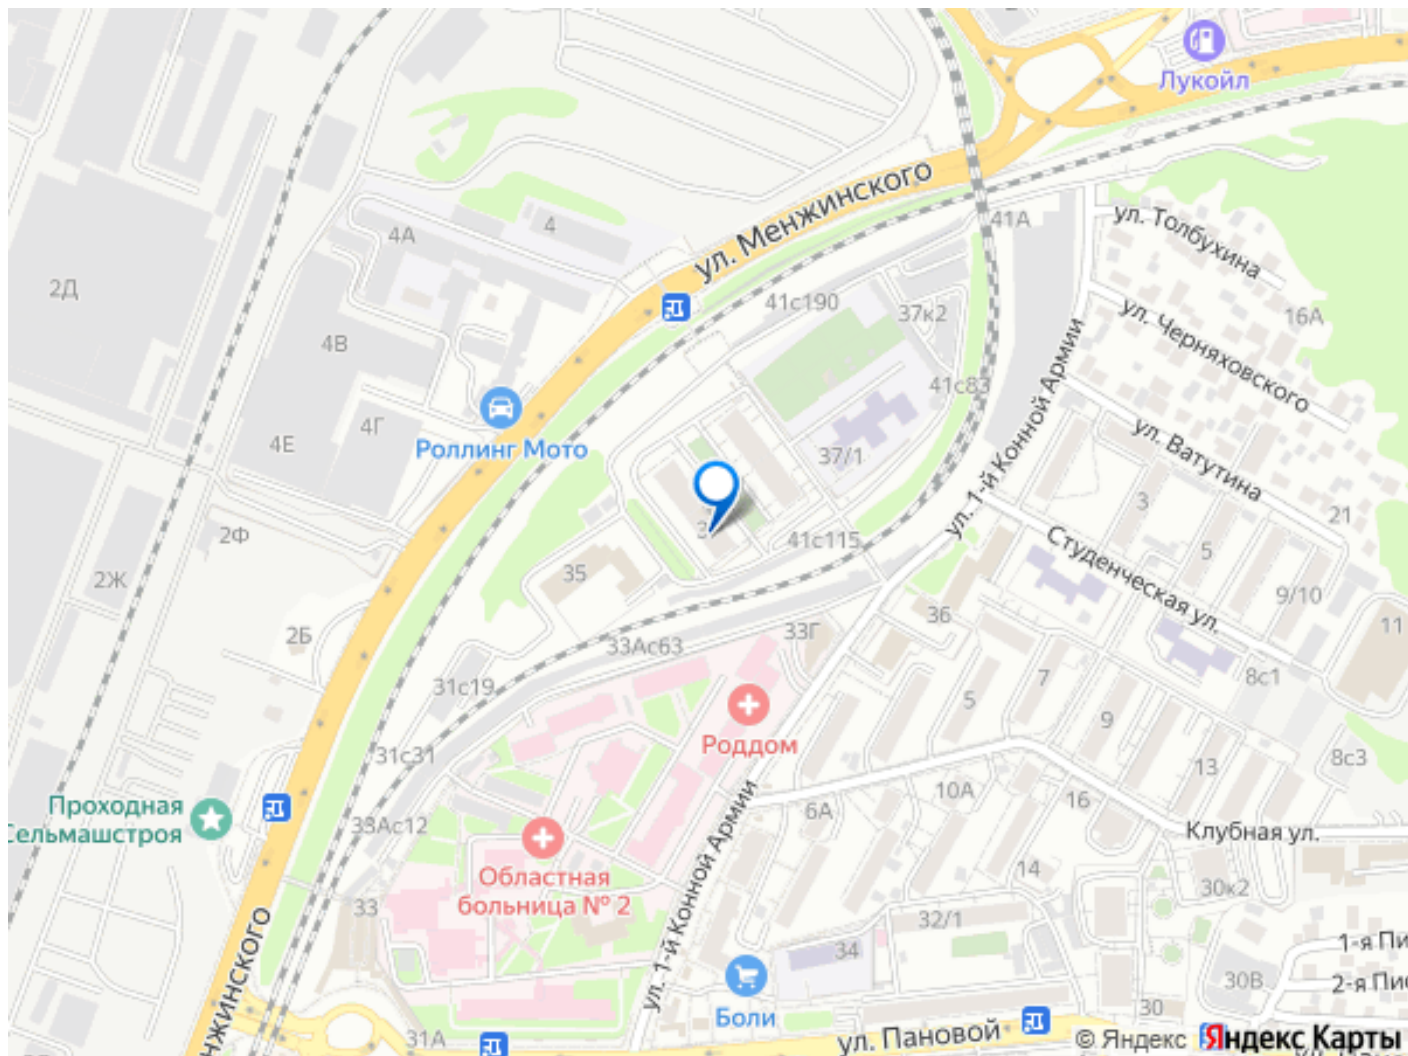 Лукойл
ул. Менжинского
41А
ул. Толбухина
4А
4
2Д
41с190
37к2
16А
ул. Черняховского
4В
41с83
ул. 1-й Конной Армии
4Г
4Е
Роллинг Мото
37/1
ул. Ватутина
3
21
2Ф
41с115
5
Студенческая ул.
2Ж
35
9/10
36
11
2Б
33Г
33Ас63
31с19
7
8с1
5
9
Роддом
31с31
13
8с3
Проходная
Сельмашстроя
10А
16
6А
33Ас12
Клубная ул.
Областная
больница № 2
14
30к2
33
32/1
34
ул. 1-й Конной Армии
1-я Пи
30В
2-я Пис
Боли
30
31А
ул. Пановой
© Яндекс
Яндекс Карты